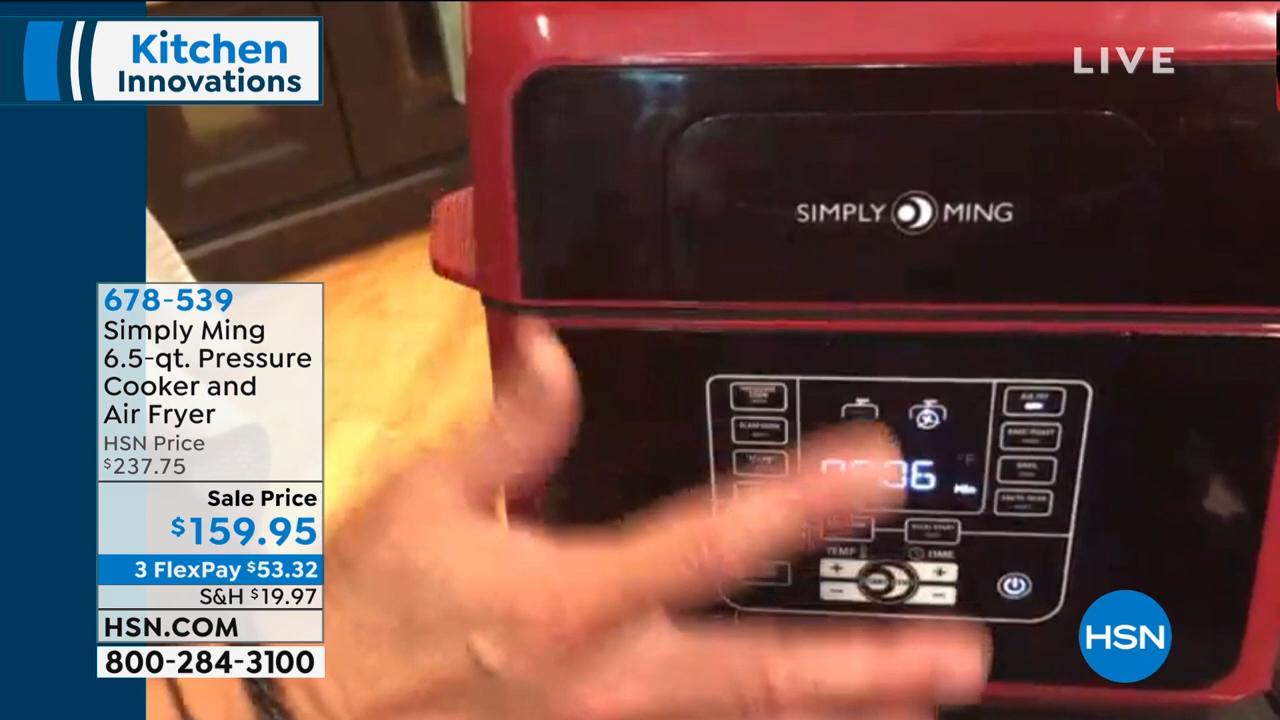 Kitchen
Innovations
LIVE
SIMPLY MING
678-539
Simply Ming
6.5-qt. Pressure
Cooker and
Air Fryer
HSN Price
$237.75
Sale Price
$159.95
3 FlexPay $53.32
S&H $19.97
HSN.COM
800-284-3100
AIR FRY
°F
Min
TEMP
TIME
HSN